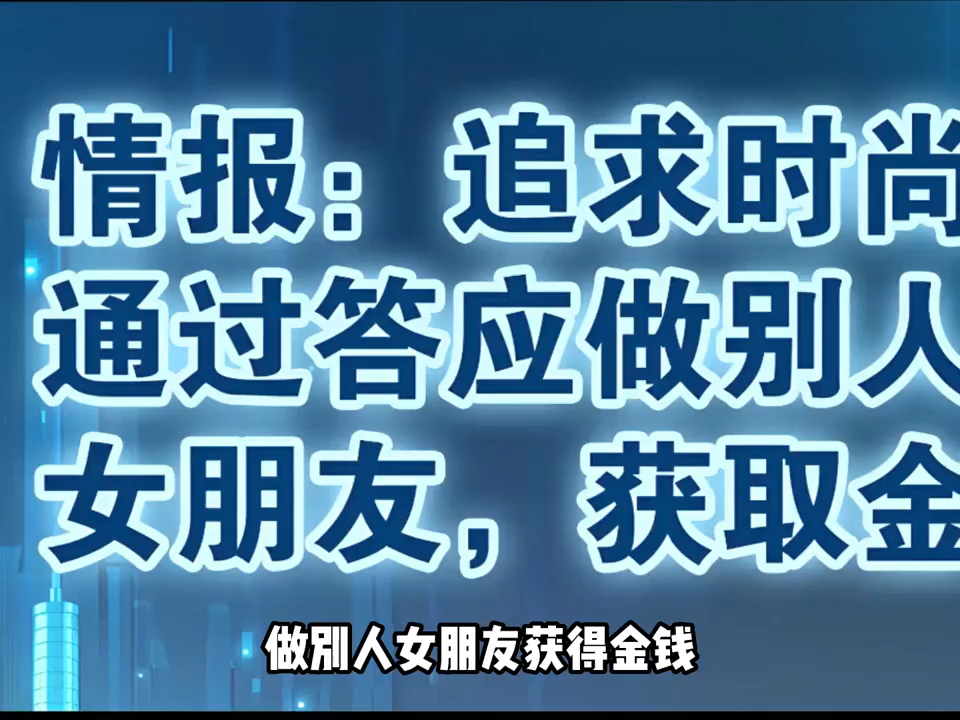 情报：追求时尚
通过答应做别人
女朋友，获取金
做别人女朋友获得金钱